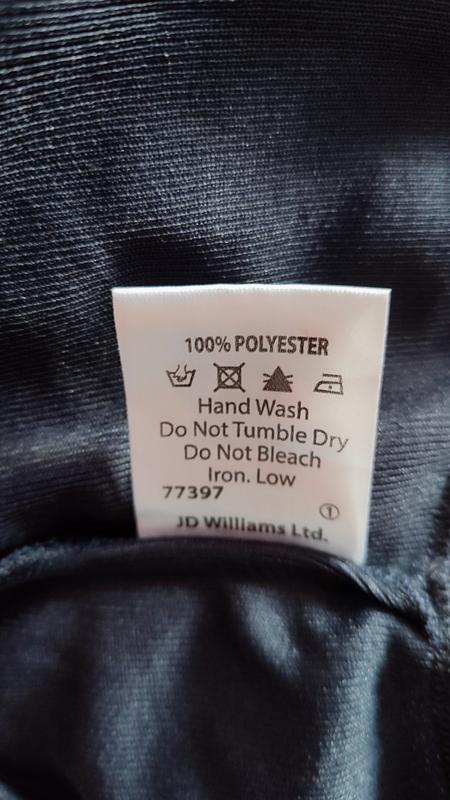 100% POLYESTER
Hand Wash
Do Not Tumble Dry
Do Not Bleach
Iron. Low
77397
①
JD Williams Ltd.